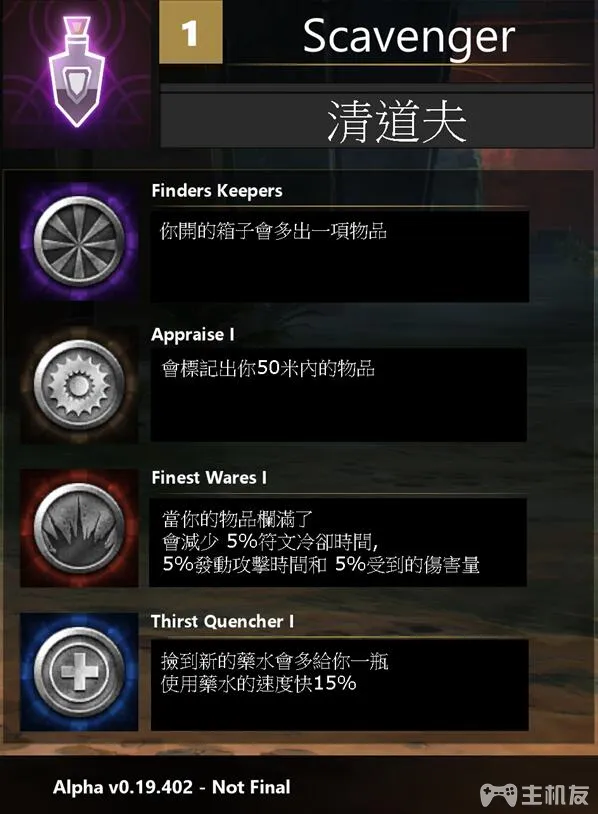 1
Scavenger
清道夫
Finders Keepers
你開的箱子會多出一項物品
Appraise I
會標記出你50米內的物品
Finest Wares I
當你的物品欄滿了
會減少 5%符文冷卻時間,
5%發動攻擊時間和 5%受到的傷害量
Thirst Quencher I
撿到新的藥水會多給你一瓶
使用藥水的速度快15%
Alpha v0.19.402 - Not Final
主机友